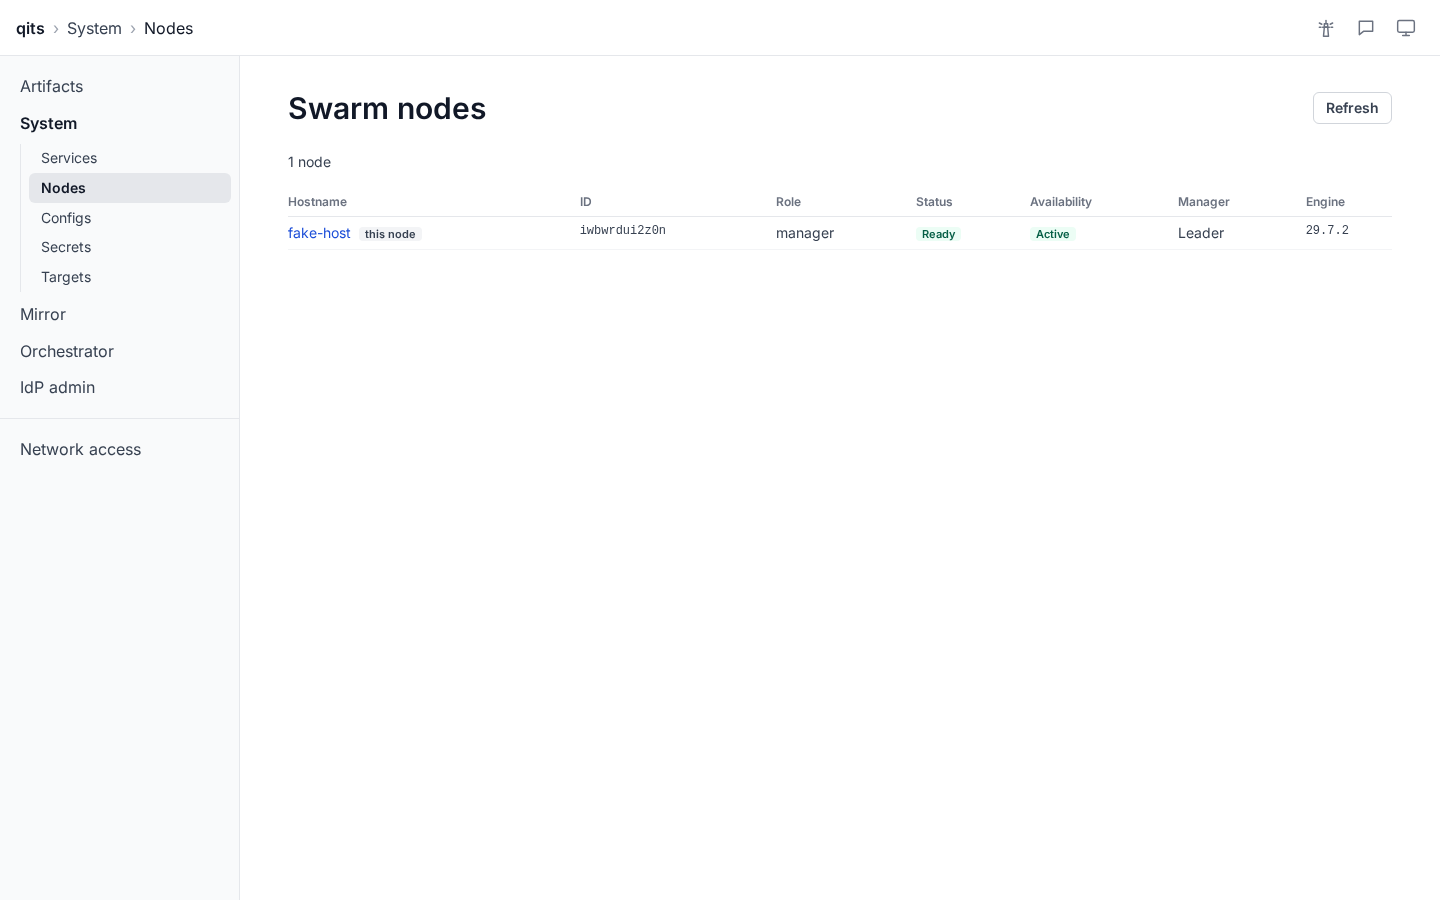 qits › System › Nodes
Artifacts
System
Services
Nodes
Configs
Secrets
Targets
Mirror
Orchestrator
IdP admin
Network access
Swarm nodes
Refresh
1 node
Hostname ID Role Status Availability Manager Engine
fake-host this node iwbwrdui2z0n manager Ready Active Leader 29.7.2